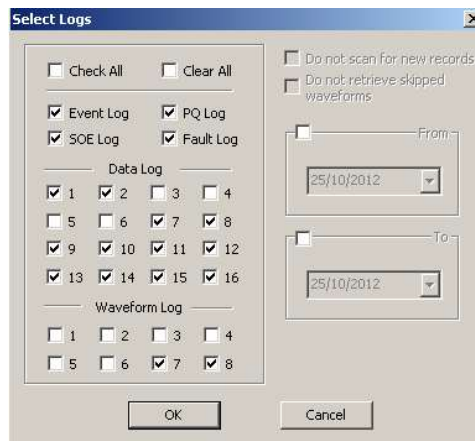 Select Logs
Check All Clear All
Event Log PQ Log
SOE Log Fault Log
Data Log
1 2 3 4
5 6 7 8
9 10 11 12
13 14 15 16
Waveform Log
1 2 3 4
5 6 7 8
Do not scan for new records
Do not retrieve skipped
waveforms
From
25/10/2012
To
25/10/2012
OK Cancel